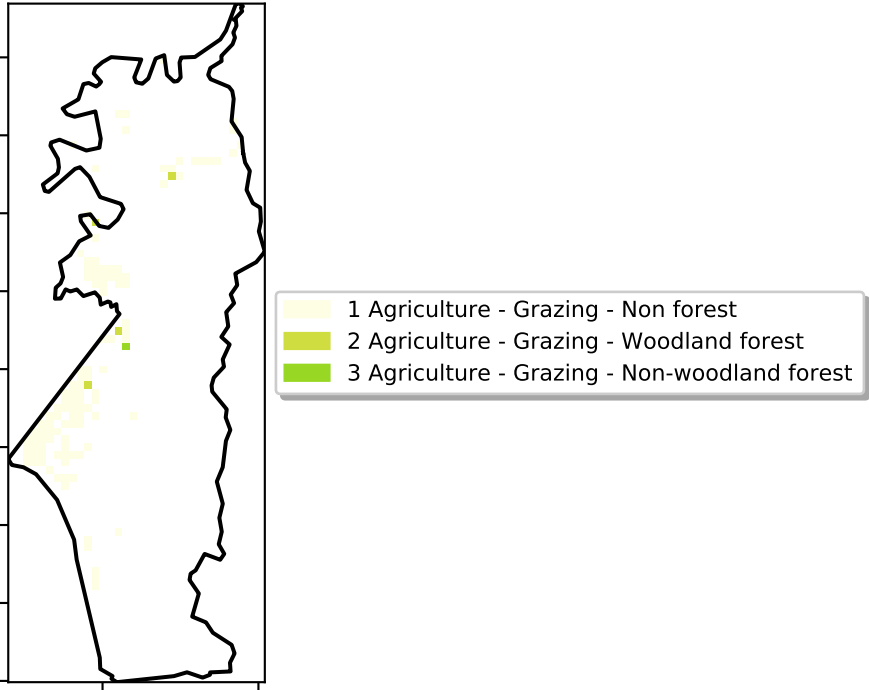 1 Agriculture - Grazing - Non forest
2 Agriculture - Grazing - Woodland forest
3 Agriculture - Grazing - Non-woodland forest